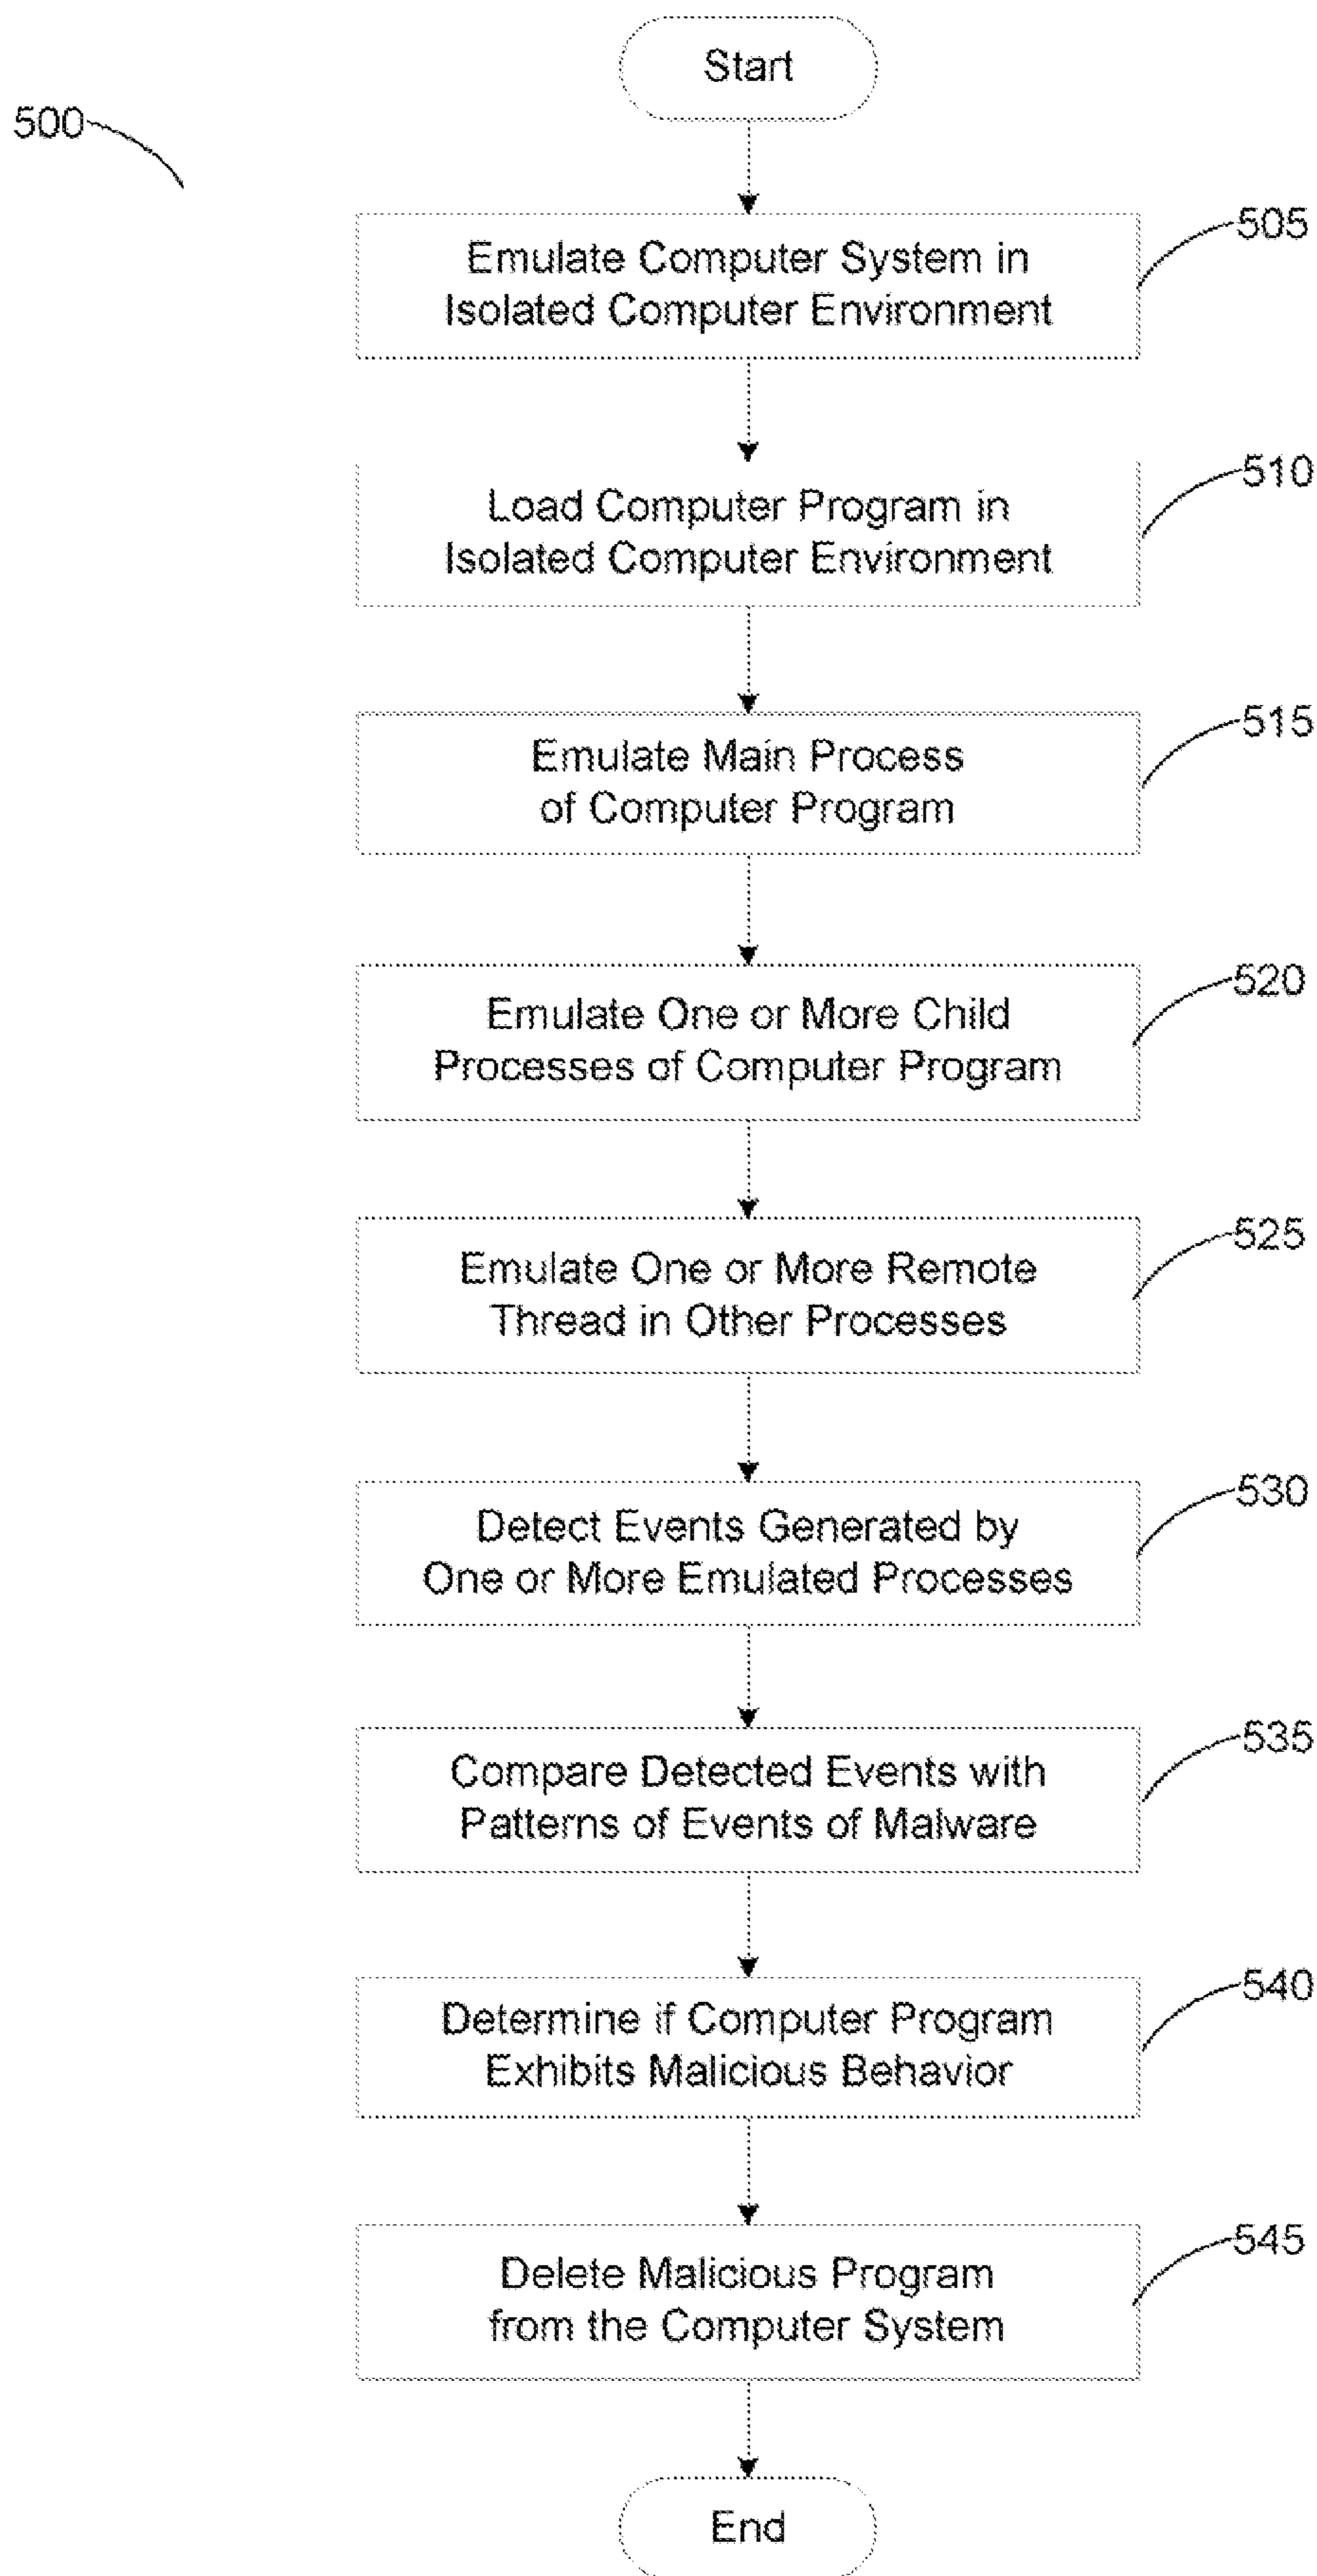 Start
500
505
Emulate Computer System in
Isolated Computer Environment
510
Load Computer Program in
Isolated Computer Environment
515
Emulate Main Process
of Computer Program
520
Emulate One or More Child
Processes of Computer Program
525
Emulate One or More Remote
Thread in Other Processes
530
Detect Events Generated by
One or More Emulated Processes
535
Compare Detected Events with
Patterns of Events of Malware
540
Determine if Computer Program
Exhibits Malicious Behavior
545
Delete Malicious Program
from the Computer System
End